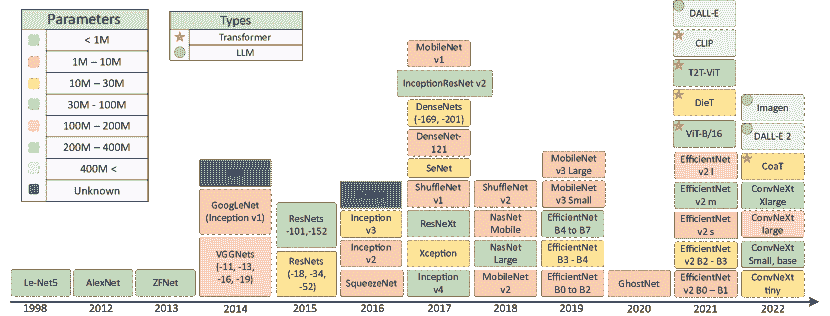 Parameters
< 1M
1M – 10M
10M – 30M
30M - 100M
100M – 200M
200M – 400M
400M <
Unknown
Types
Transformer
LLM
Le-Net5
AlexNet
ZFNet
GoogLeNet
(Inception v1)
VGGNets
(-11, -13,
-16, -19)
ResNets
-101,-152
ResNets
(-18, -34,
-52)
Inception
v3
Inception
v2
SqueezeNet
MobileNet
v1
InceptionResNet v2
DenseNets
(-169, -201)
DenseNet-
121
SeNet
ShuffleNet
v1
ResNeXt
Xception
Inception
v4
ShuffleNet
v2
NasNet
Mobile
NasNet
Large
MobileNet
v2
MobileNet
v3 Large
MobileNet
v3 Small
EfficientNet
B4 to B7
EfficientNet
B3 - B4
EfficientNet
B0 to B2
GhostNet
DALL-E
CLIP
T2T-ViT
DieT
ViT-B/16
EfficientNet
v2 l
EfficientNet
v2 m
EfficientNet
v2 s
EfficientNet
v2 B2 - B3
EfficientNet
v2 B0 – B1
Imagen
DALL-E 2
CoaT
ConvNeXt
Xlarge
ConvNeXt
large
ConvNeXt
Small, base
ConvNeXt
tiny
1998
2012
2013
2014
2015
2016
2017
2018
2019
2020
2021
2022